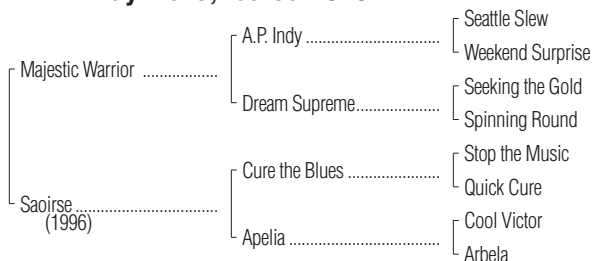 A.P. Indy
Seattle Slew
Weekend Surprise
Majestic Warrior
Dream Supreme
Seeking the Gold
Spinning Round
Cure the Blues
Stop the Music
Quick Cure
Saoirse
(1996)
Apelia
Cool Victor
Arbela